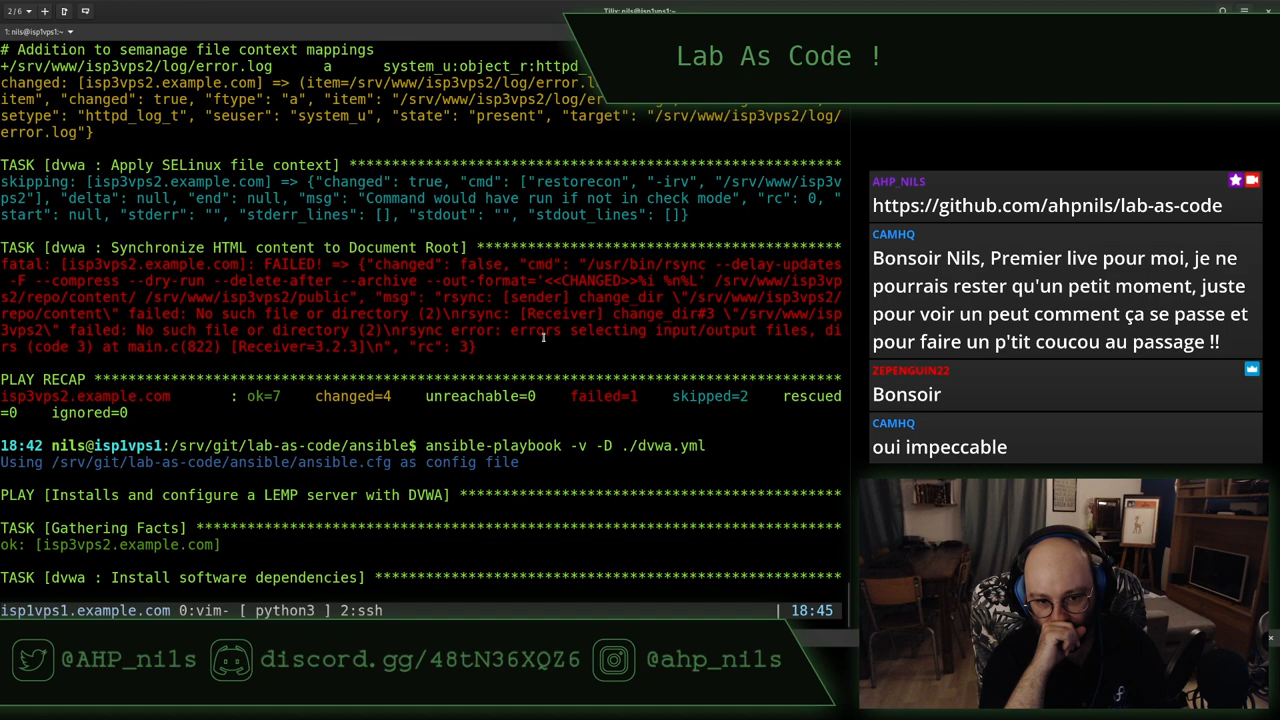 2/6
Tilix: nils@isp1vps1:~
1: nils@isp1vps1:~
# Addition to semanage file context mappings
+/srv/www/isp3vps2/log/error.log      a      system_u:object_r:httpd_
changed: [isp3vps2.example.com] => (item=/srv/www/isp3vps2/log/error.l
item", "changed": true, "ftype": "a", "item": "/srv/www/isp3vps2/log/er
setype": "httpd_log_t", "seuser": "system_u", "state": "present", "target": "/srv/www/isp3vps2/log/
error.log"}
TASK [dvwa : Apply SELinux file context] *****************************************************
skipping: [isp3vps2.example.com] => {"changed": true, "cmd": ["restorecon", "-irv", "/srv/www/isp3v
ps2"], "delta": null, "end": null, "msg": "Command would have run if not in check mode", "rc": 0, "
start": null, "stderr": "", "stderr_lines": [], "stdout": "", "stdout_lines": []}
TASK [dvwa : Synchronize HTML content to Document Root] **************************************
fatal: [isp3vps2.example.com]: FAILED! => {"changed": false, "cmd": "/usr/bin/rsync --delay-updates
-F --compress --dry-run --delete-after --archive --out-format='<<CHANGED>>%i %n%L' /srv/www/isp3vp
s2/repo/content/ /srv/www/isp3vps2/public", "msg": "rsync: [sender] change_dir \"/srv/www/isp3vps2/
repo/content\" failed: No such file or directory (2)\nrsync: [Receiver] change_dir#3 \"/srv/www/isp
3vps2\" failed: No such file or directory (2)\nrsync error: errors selecting input/output files, di
rs (code 3) at main.c(822) [Receiver=3.2.3]\n", "rc": 3}
PLAY RECAP ***********************************************************************************
isp3vps2.example.com       : ok=7    changed=4    unreachable=0    failed=1    skipped=2    rescued
=0    ignored=0
18:42 nils@isp1vps1:/srv/git/lab-as-code/ansible$ ansible-playbook -v -D ./dvwa.yml
Using /srv/git/lab-as-code/ansible/ansible.cfg as config file
PLAY [Installs and configure a LEMP server with DVWA] ****************************************
TASK [Gathering Facts] ***********************************************************************
ok: [isp3vps2.example.com]
TASK [dvwa : Install software dependencies] **************************************************
isp1vps1.example.com 0:vim- [ python3 ] 2:ssh | 18:45
Lab As Code !
AHP_NILS
https://github.com/ahpnils/lab-as-code
CAMHQ
Bonsoir Nils, Premier live pour moi, je ne
pourrais rester qu'un petit moment, juste
pour voir un peu comment ça se passe et
pour faire un p'tit coucou au passage !!
ZEPENGUIN22
Bonsoir
CAMHQ
oui impeccable
@AHP_nils discord.gg/48tN36XQZ6 @ahp_nils